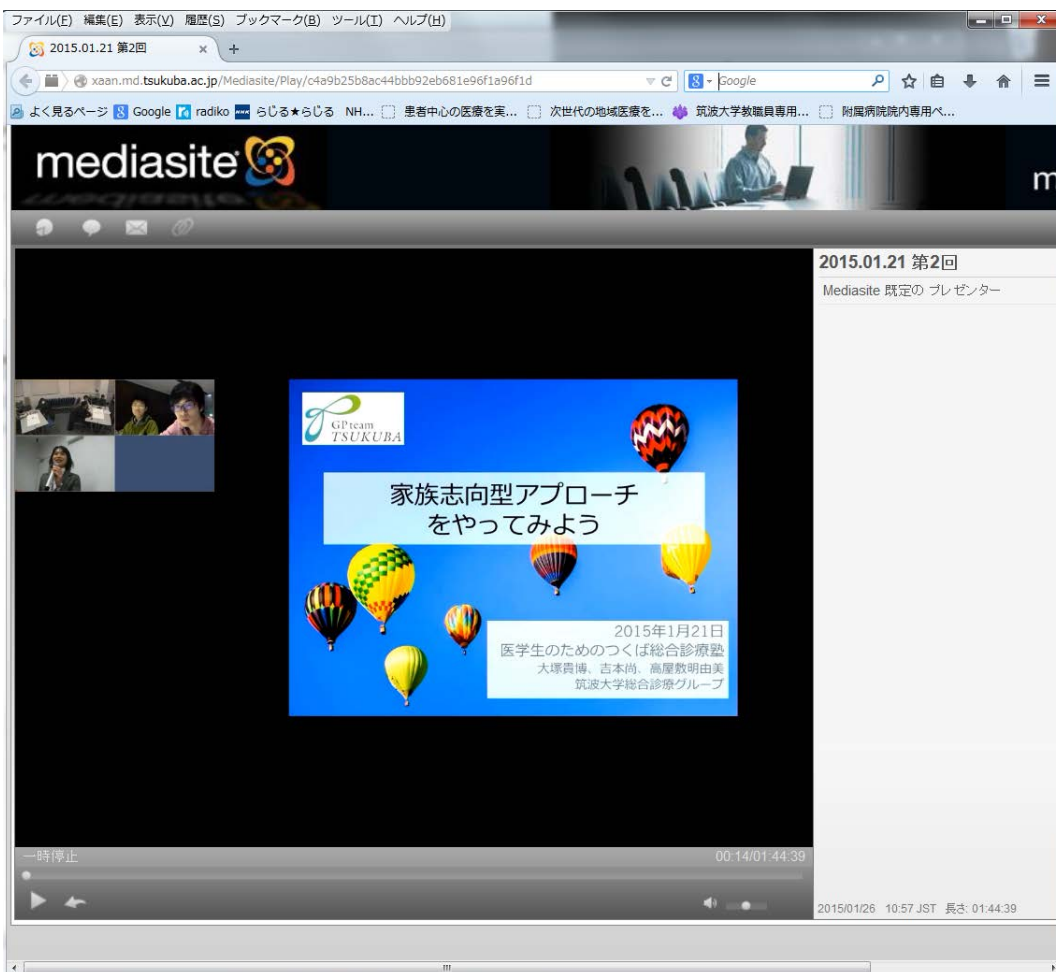 ファイル(F) 編集(E) 表示(V) 履歴(S) ブックマーク(B) ツール(T) ヘルプ(H)
2015.01.21 第2回 × +
xaan.md.tsukuba.ac.jp/Mediasite/Play/c4a9b25b8ac44bbb92eb681e96f1a96f1d
Google
よく見るページ Google radiko らじる★らじる NH... 患者中心の医療を実... 次世代の地域医療を... 筑波大学教職員専用... 附属病院院内専用ペ...
mediasite
m
2015.01.21 第2回
Mediasite 既定の プレゼンター
GPteam
TSUKUBA
家族志向型アプローチ
をやってみよう
2015年1月21日
医学生のためのつくば総合診療塾
大塚貴博、吉本尚、高屋敷明由美
筑波大学総合診療グループ
一時停止 00:14/01:44:39
2015/01/26 10:57 JST 長さ: 01:44:39